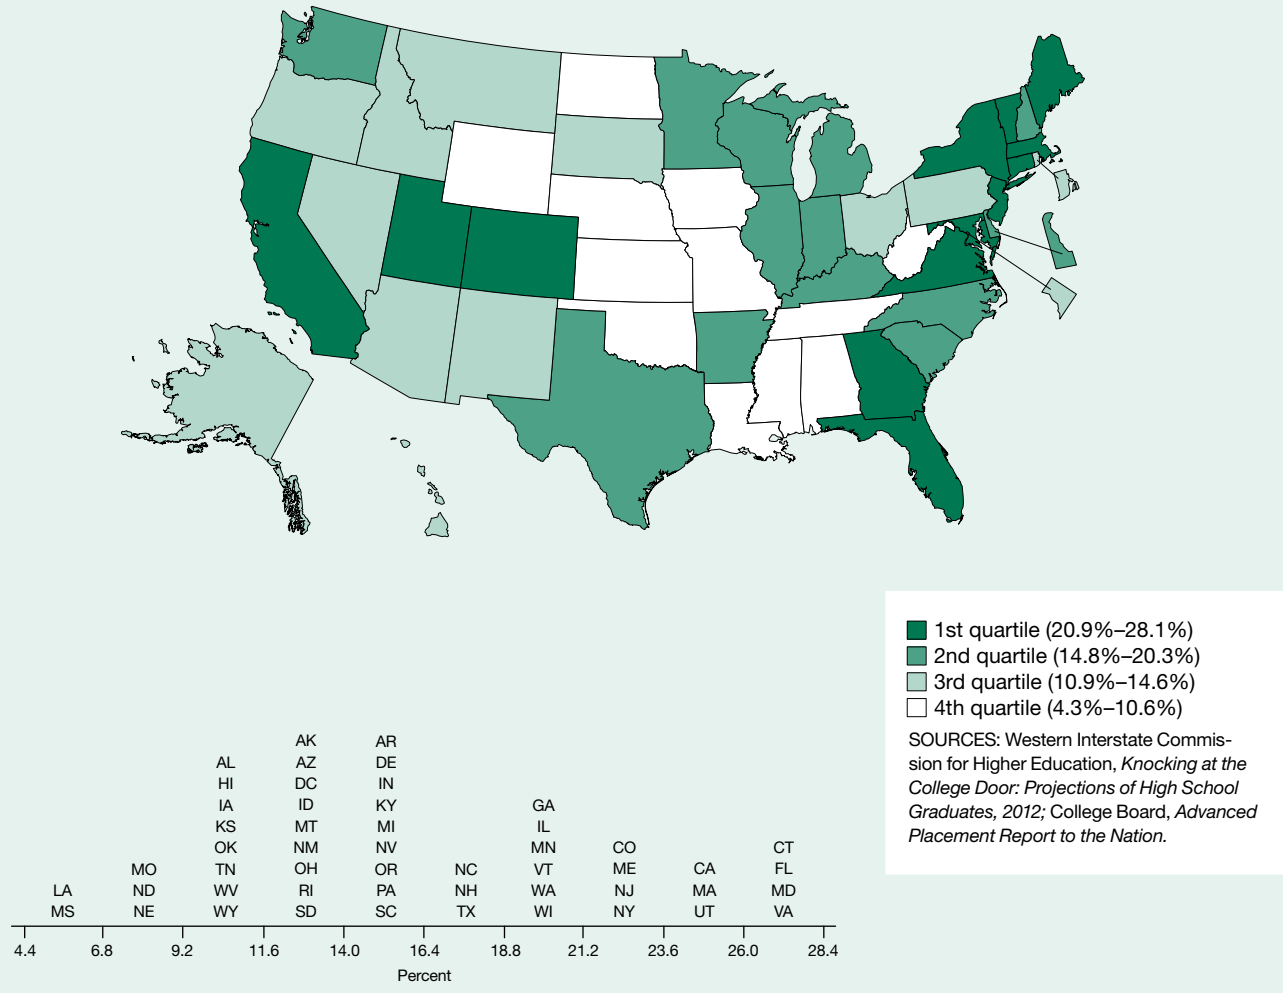 1st quartile (20.9%–28.1%)
2nd quartile (14.8%–20.3%)
3rd quartile (10.9%–14.6%)
4th quartile (4.3%–10.6%)
SOURCES: Western Interstate Commis-
sion for Higher Education, Knocking at the
College Door: Projections of High School
Graduates, 2012; College Board, Advanced
Placement Report to the Nation.
AK AR
AL AZ DE
HI DC IN
IA ID KY GA
KS MT MI IL
OK NM NV MN CO CT
MO TN OH OR NC VT ME CA FL
LA ND WV RI PA NH WA NJ MA MD
MS NE WY SD SC TX WI NY UT VA
4.4 6.8 9.2 11.6 14.0 16.4 18.8 21.2 23.6 26.0 28.4
Percent